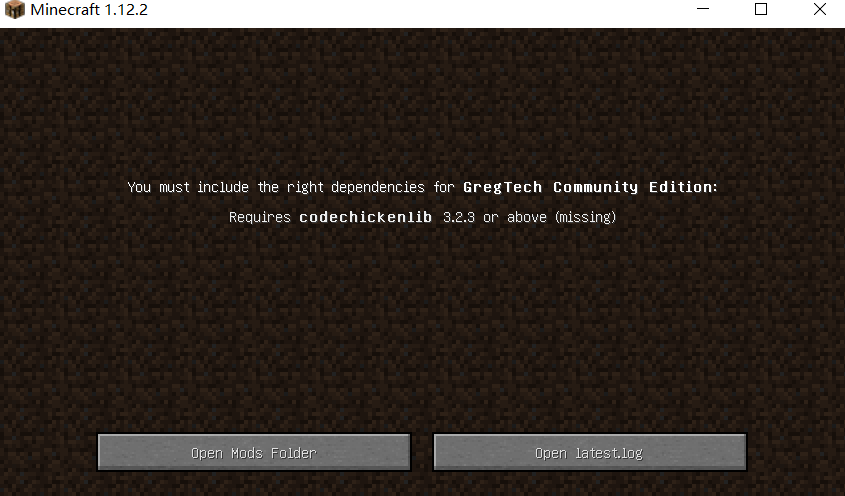 Minecraft 1.12.2
You must include the right dependencies for GregTech Community Edition:
Requires codechickenlib 3.2.3 or above (missing)
Open Mods Folder
Open latest.log